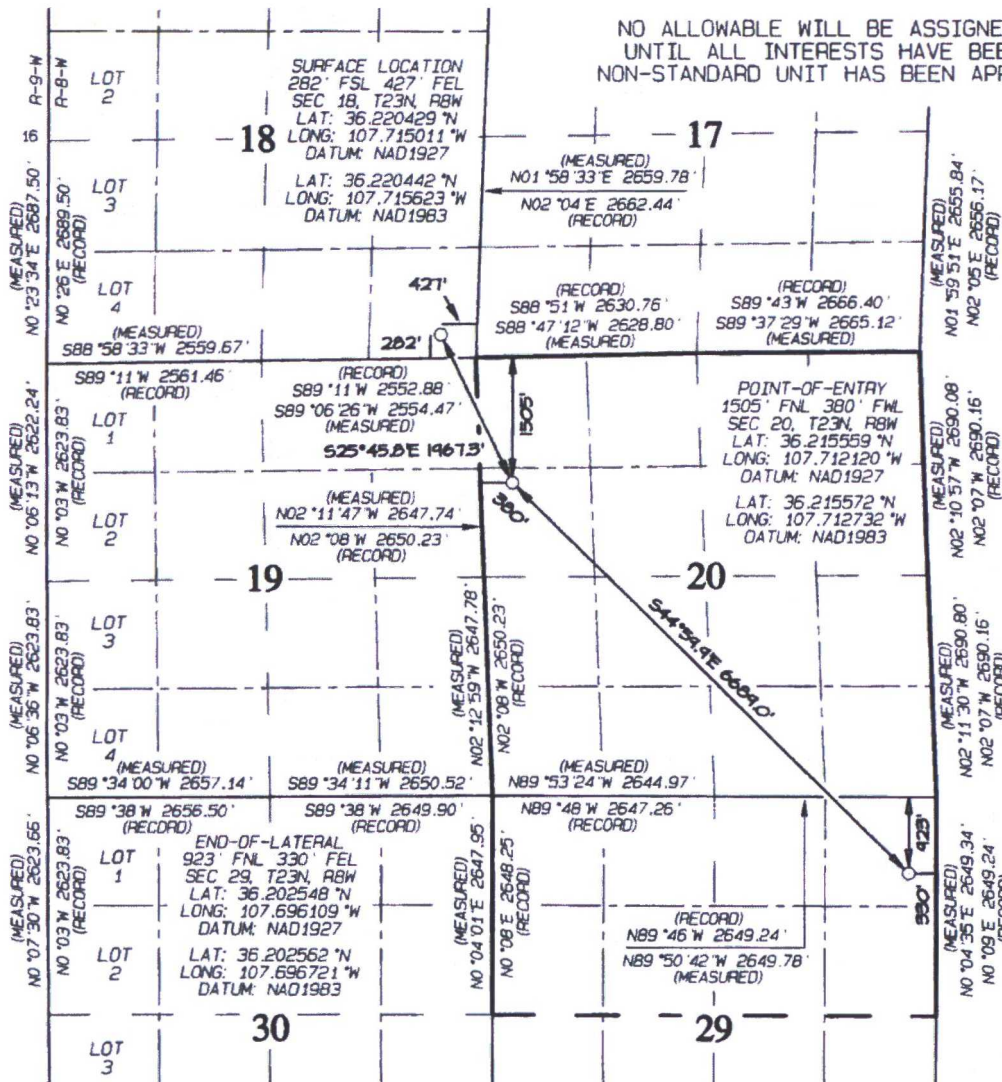 NO ALLOWABLE WILL BE ASSIGNE
UNTIL ALL INTERESTS HAVE BEE
NON-STANDARD UNIT HAS BEEN APP
R-9-W
R-8-W
LOT
2
SURFACE LOCATION
282' FSL 427' FEL
SEC 18, T23N, R8W
LAT: 36.220429 °N
LONG: 107.715011 °W
DATUM: NAD1927
LAT: 36.220442 °N
LONG: 107.715623 °W
DATUM: NAD1983
16
18
17
(MEASURED)
N01 °58'33"E 2659.78'
N02 °04'E 2662.44'
(RECORD)
(MEASURED)
N0 °23'34"E 2687.50'
N0 °26'E 2689.50'
(RECORD)
LOT
3
LOT
4
(MEASURED)
N01 °59'51"E 2655.84'
N02 °05'E 2656.17'
(RECORD)
427'
282'
(MEASURED)
S88 °58'33"W 2559.67'
S89 °11'W 2561.46'
(RECORD)
(RECORD)
S88 °51'W 2630.76'
S88 °47'12"W 2628.80'
(MEASURED)
(RECORD)
S89 °43'W 2666.40'
S89 °37'29"W 2665.12'
(MEASURED)
(RECORD)
S89 °11'W 2552.88'
S89 °06'26"W 2554.47'
(MEASURED)
S25°45.8'E 1967.3'
1505'
380'
LOT
1
(MEASURED)
N0 °06'13"W 2622.24'
N0 °03'W 2623.83'
(RECORD)
POINT-OF-ENTRY
1505' FNL 380' FWL
SEC 20, T23N, R8W
LAT: 36.215559 °N
LONG: 107.712120 °W
DATUM: NAD1927
LAT: 36.215572 °N
LONG: 107.712732 °W
DATUM: NAD1983
(MEASURED)
N02 °10'57"W 2690.08'
N02 °07'W 2690.16'
(RECORD)
LOT
2
(MEASURED)
N02 °11'47"W 2647.74'
N02 °08'W 2650.23'
(RECORD)
19
20
LOT
3
S44°54.4'E 6684.0'
(MEASURED)
N0 °06'36"W 2623.83'
N0 °03'W 2623.83'
(RECORD)
(MEASURED)
N02 °12'59"W 2647.78'
N02 °08'W 2650.23'
(RECORD)
(MEASURED)
N02 °11'30"W 2690.80'
N02 °07'W 2690.16'
(RECORD)
LOT
4
(MEASURED)
S89 °34'00"W 2657.14'
S89 °38'W 2656.50'
(RECORD)
(MEASURED)
S89 °34'11"W 2650.52'
S89 °38'W 2649.90'
(RECORD)
(MEASURED)
N89 °53'24"W 2644.97'
N89 °48'W 2647.26'
(RECORD)
923'
330'
LOT
1
END-OF-LATERAL
923' FNL 330' FEL
SEC 29, T23N, R8W
LAT: 36.202548 °N
LONG: 107.696109 °W
DATUM: NAD1927
LAT: 36.202562 °N
LONG: 107.696721 °W
DATUM: NAD1983
(MEASURED)
N0 °07'30"W 2623.66'
N0 °03'W 2623.83'
(RECORD)
(MEASURED)
N0 °04'01"E 2647.95'
N0 °08'E 2648.25'
(RECORD)
(RECORD)
N89 °46'W 2649.24'
N89 °50'42"W 2649.78'
(MEASURED)
(MEASURED)
N0 °04'35"E 2649.34'
N0 °09'E 2649.24'
(RECORD)
LOT
2
30
29
LOT
3